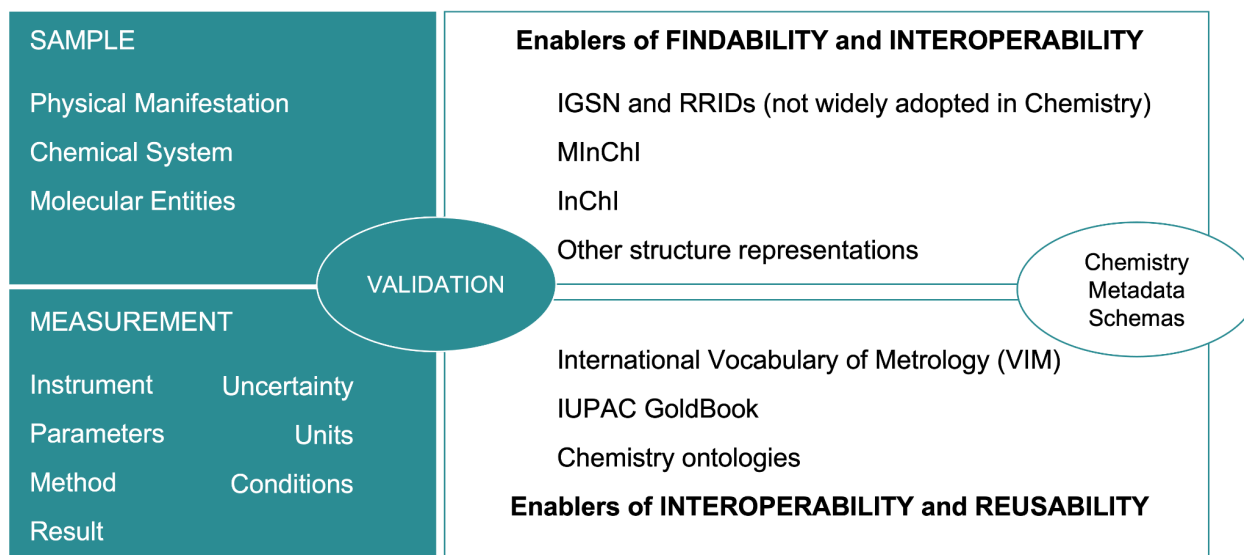 SAMPLE
Physical Manifestation
Chemical System
Molecular Entities
Enablers of FINDABILITY and INTEROPERABILITY
IGSN and RRIDs (not widely adopted in Chemistry)
MInChI
InChI
Other structure representations
VALIDATION
Chemistry
Metadata
Schemas
MEASUREMENT
Instrument Uncertainty
Parameters Units
Method Conditions
Result
International Vocabulary of Metrology (VIM)
IUPAC GoldBook
Chemistry ontologies
Enablers of INTEROPERABILITY and REUSABILITY